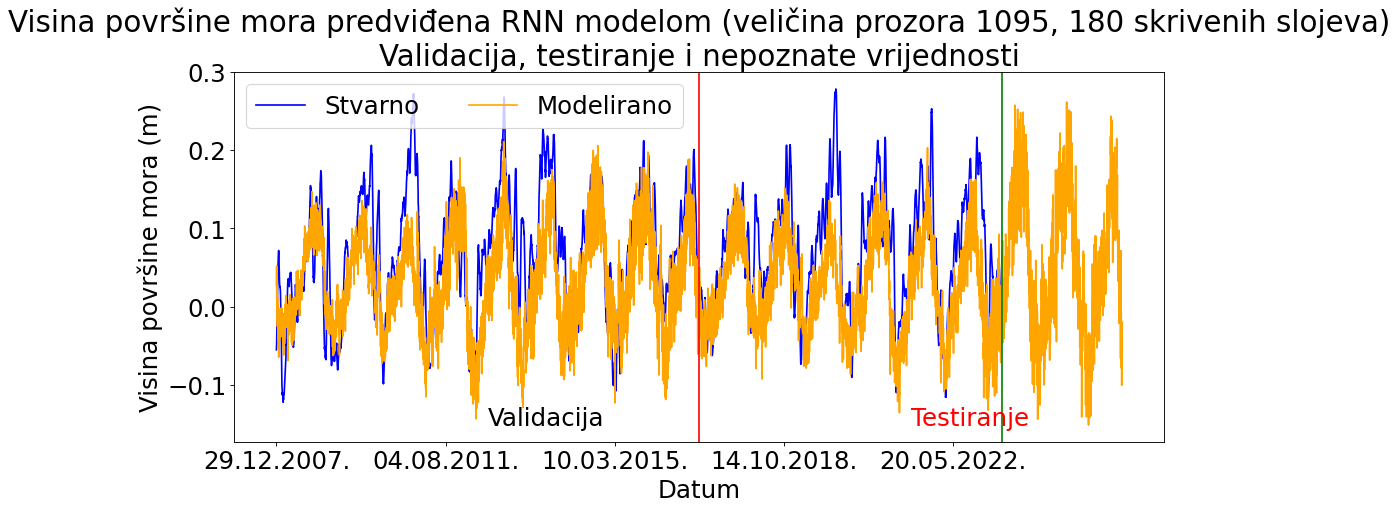 Visina površine mora predviđena RNN modelom (veličina prozora 1095, 180 skrivenih slojeva)
Validacija, testiranje i nepoznate vrijednosti
Stvarno Modelirano
Visina površine mora (m)
0.3
0.2
0.1
0.0
−0.1
Validacija
Testiranje
29.12.2007. 04.08.2011. 10.03.2015. 14.10.2018. 20.05.2022.
Datum